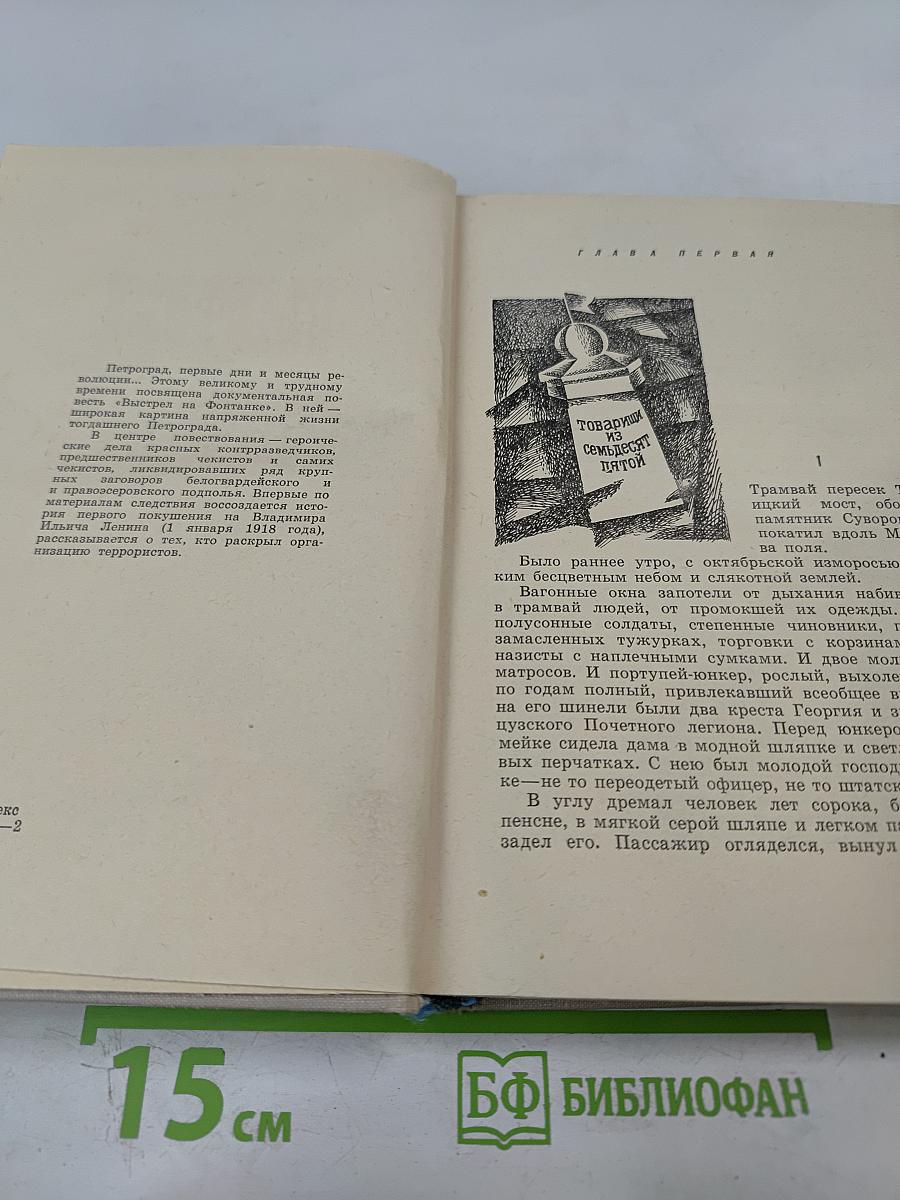 Петроград, первые дни и месяцы ре-
волюции... Этому великому и трудному
времени посвящена документальная по-
весть «Выстрел на Фонтанке». В ней —
широкая картина напряженной жизни
тогдашнего Петрограда.
В центре повествования — героиче-
ские дела красных контрразведчиков,
предшественников чекистов и самих
чекистов, ликвидировавших ряд круп-
ных заговоров белогвардейского и
и правоэсеровского подполья. Впервые по
материалам следствия воссоздается исто-
рия первого покушения на Владимира
Ильича Ленина (1 января 1918 года),
рассказывается о тех, кто раскрыл орга-
низацию террористов.
екс
—2
ГЛАВА ПЕРВАЯ
товарищи
из
семьдесят
пятой
1
Трамвай пересек Т
ицкий мост, обо
памятник Суворо
покатил вдоль М
ва поля.
Было раннее утро, с октябрьской изморосью
ким бесцветным небом и слякотной землей.
Вагонные окна запотели от дыхания набив
в трамвай людей, от промокшей их одежды.
полусонные солдаты, степенные чиновники,
замасленных тужурках, торговки с корзинам
назисты с наплечными сумками. И двое мол
матросов. И портупей-юнкер, рослый, выхоле
по годам полный, привлекавший всеобщее в
на его шинели были два креста Георгия и з
цузского Почетного легиона. Перед юнкеро
мейке сидела дама в модной шляпке и свет
вых перчатках. С нею был молодой господ
ке—не то переодетый офицер, не то штатск
В углу дремал человек лет сорока, б
пенсне, в мягкой серой шляпе и легком п
задел его. Пассажир огляделся, вынул
15 см
БФ БИБЛИОФАН